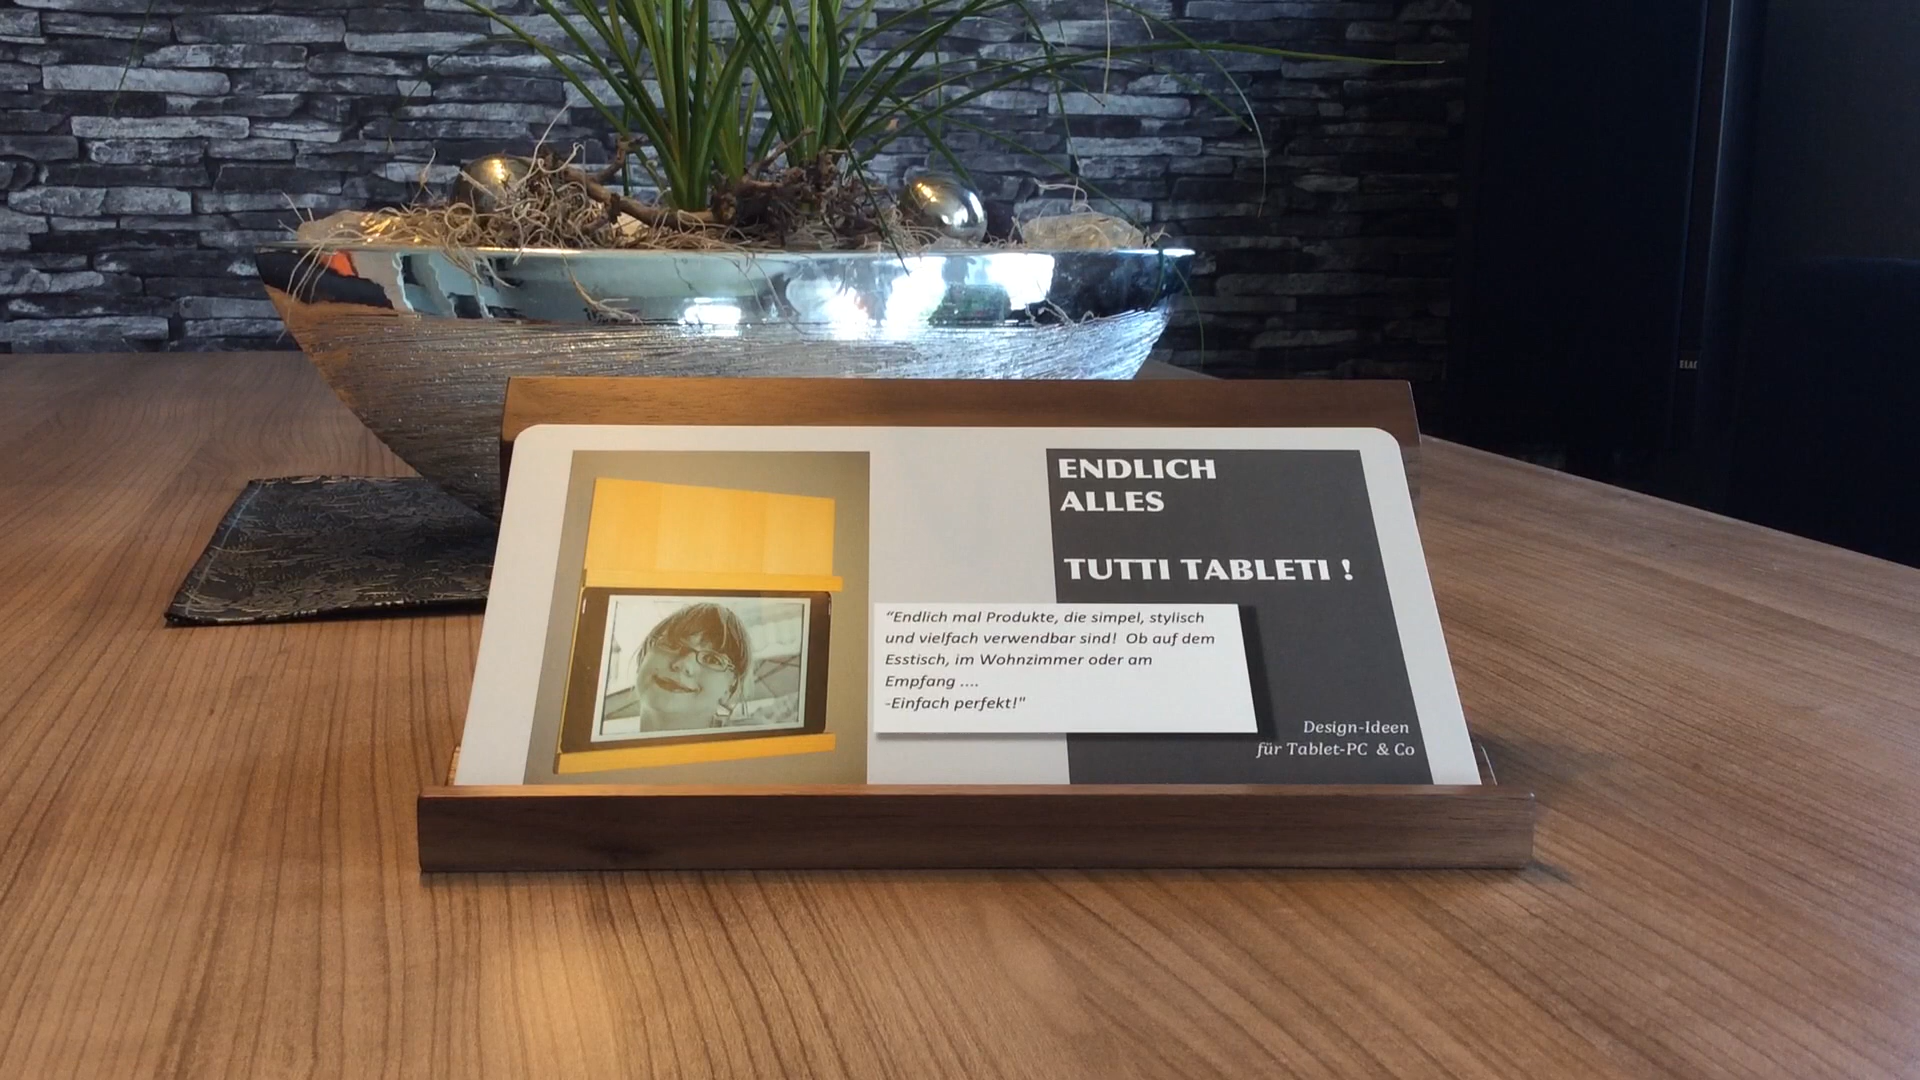 ENDLICH
ALLES
TUTTI TABLETI !
“Endlich mal Produkte, die simpel, stylisch
und vielfach verwendbar sind! Ob auf dem
Esstisch, im Wohnzimmer oder am
Empfang ....
-Einfach perfekt!"
Design-Ideen
für Tablet-PC & Co